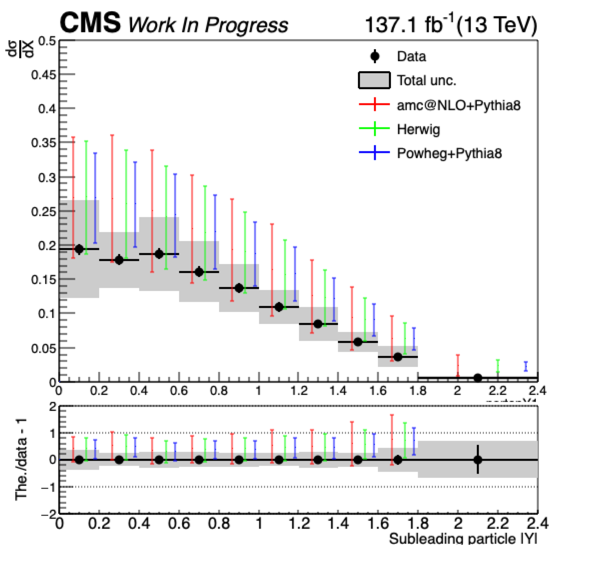 CMS Work In Progress 137.1 fb⁻¹(13 TeV)
dσ
dX
0.5
0.45
0.4
0.35
0.3
0.25
0.2
0.15
0.1
0.05
0
Data
Total unc.
amc@NLO+Pythia8
Herwig
Powheg+Pythia8
0 0.2 0.4 0.6 0.8 1 1.2 1.4 1.6 1.8 2 2.2 2.4
The./data - 1
2
1
0
−1
−2
0 0.2 0.4 0.6 0.8 1 1.2 1.4 1.6 1.8 2 2.2 2.4
Subleading particle |Y|